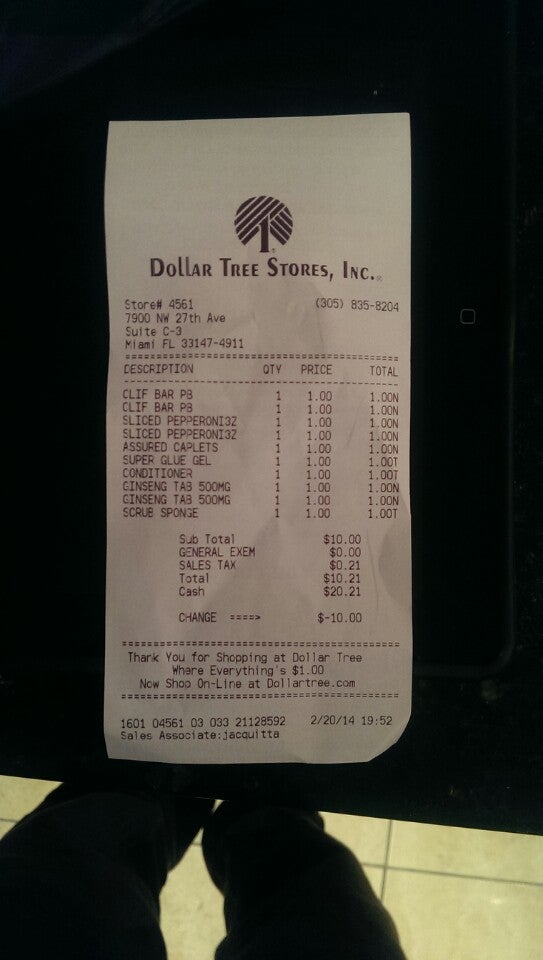 Dollar Tree Stores, Inc.®
Store# 4561 (305) 835-8204
7900 NW 27th Ave
Suite C-3
Miami FL 33147-4911
DESCRIPTION QTY PRICE TOTAL
CLIF BAR PB 1 1.00 1.00N
CLIF BAR PB 1 1.00 1.00N
SLICED PEPPERONI3Z 1 1.00 1.00N
SLICED PEPPERONI3Z 1 1.00 1.00N
ASSURED CAPLETS 1 1.00 1.00N
SUPER GLUE GEL 1 1.00 1.00T
CONDITIONER 1 1.00 1.00T
GINSENG TAB 500MG 1 1.00 1.00N
GINSENG TAB 500MG 1 1.00 1.00N
SCRUB SPONGE 1 1.00 1.00T
Sub Total $10.00
GENERAL EXEM $0.00
SALES TAX $0.21
Total $10.21
Cash $20.21
CHANGE ====> $-10.00
Thank You for Shopping at Dollar Tree
Where Everything's $1.00
Now Shop On-Line at Dollartree.com
1601 04561 03 033 21128592 2/20/14 19:52
Sales Associate:jacquitta